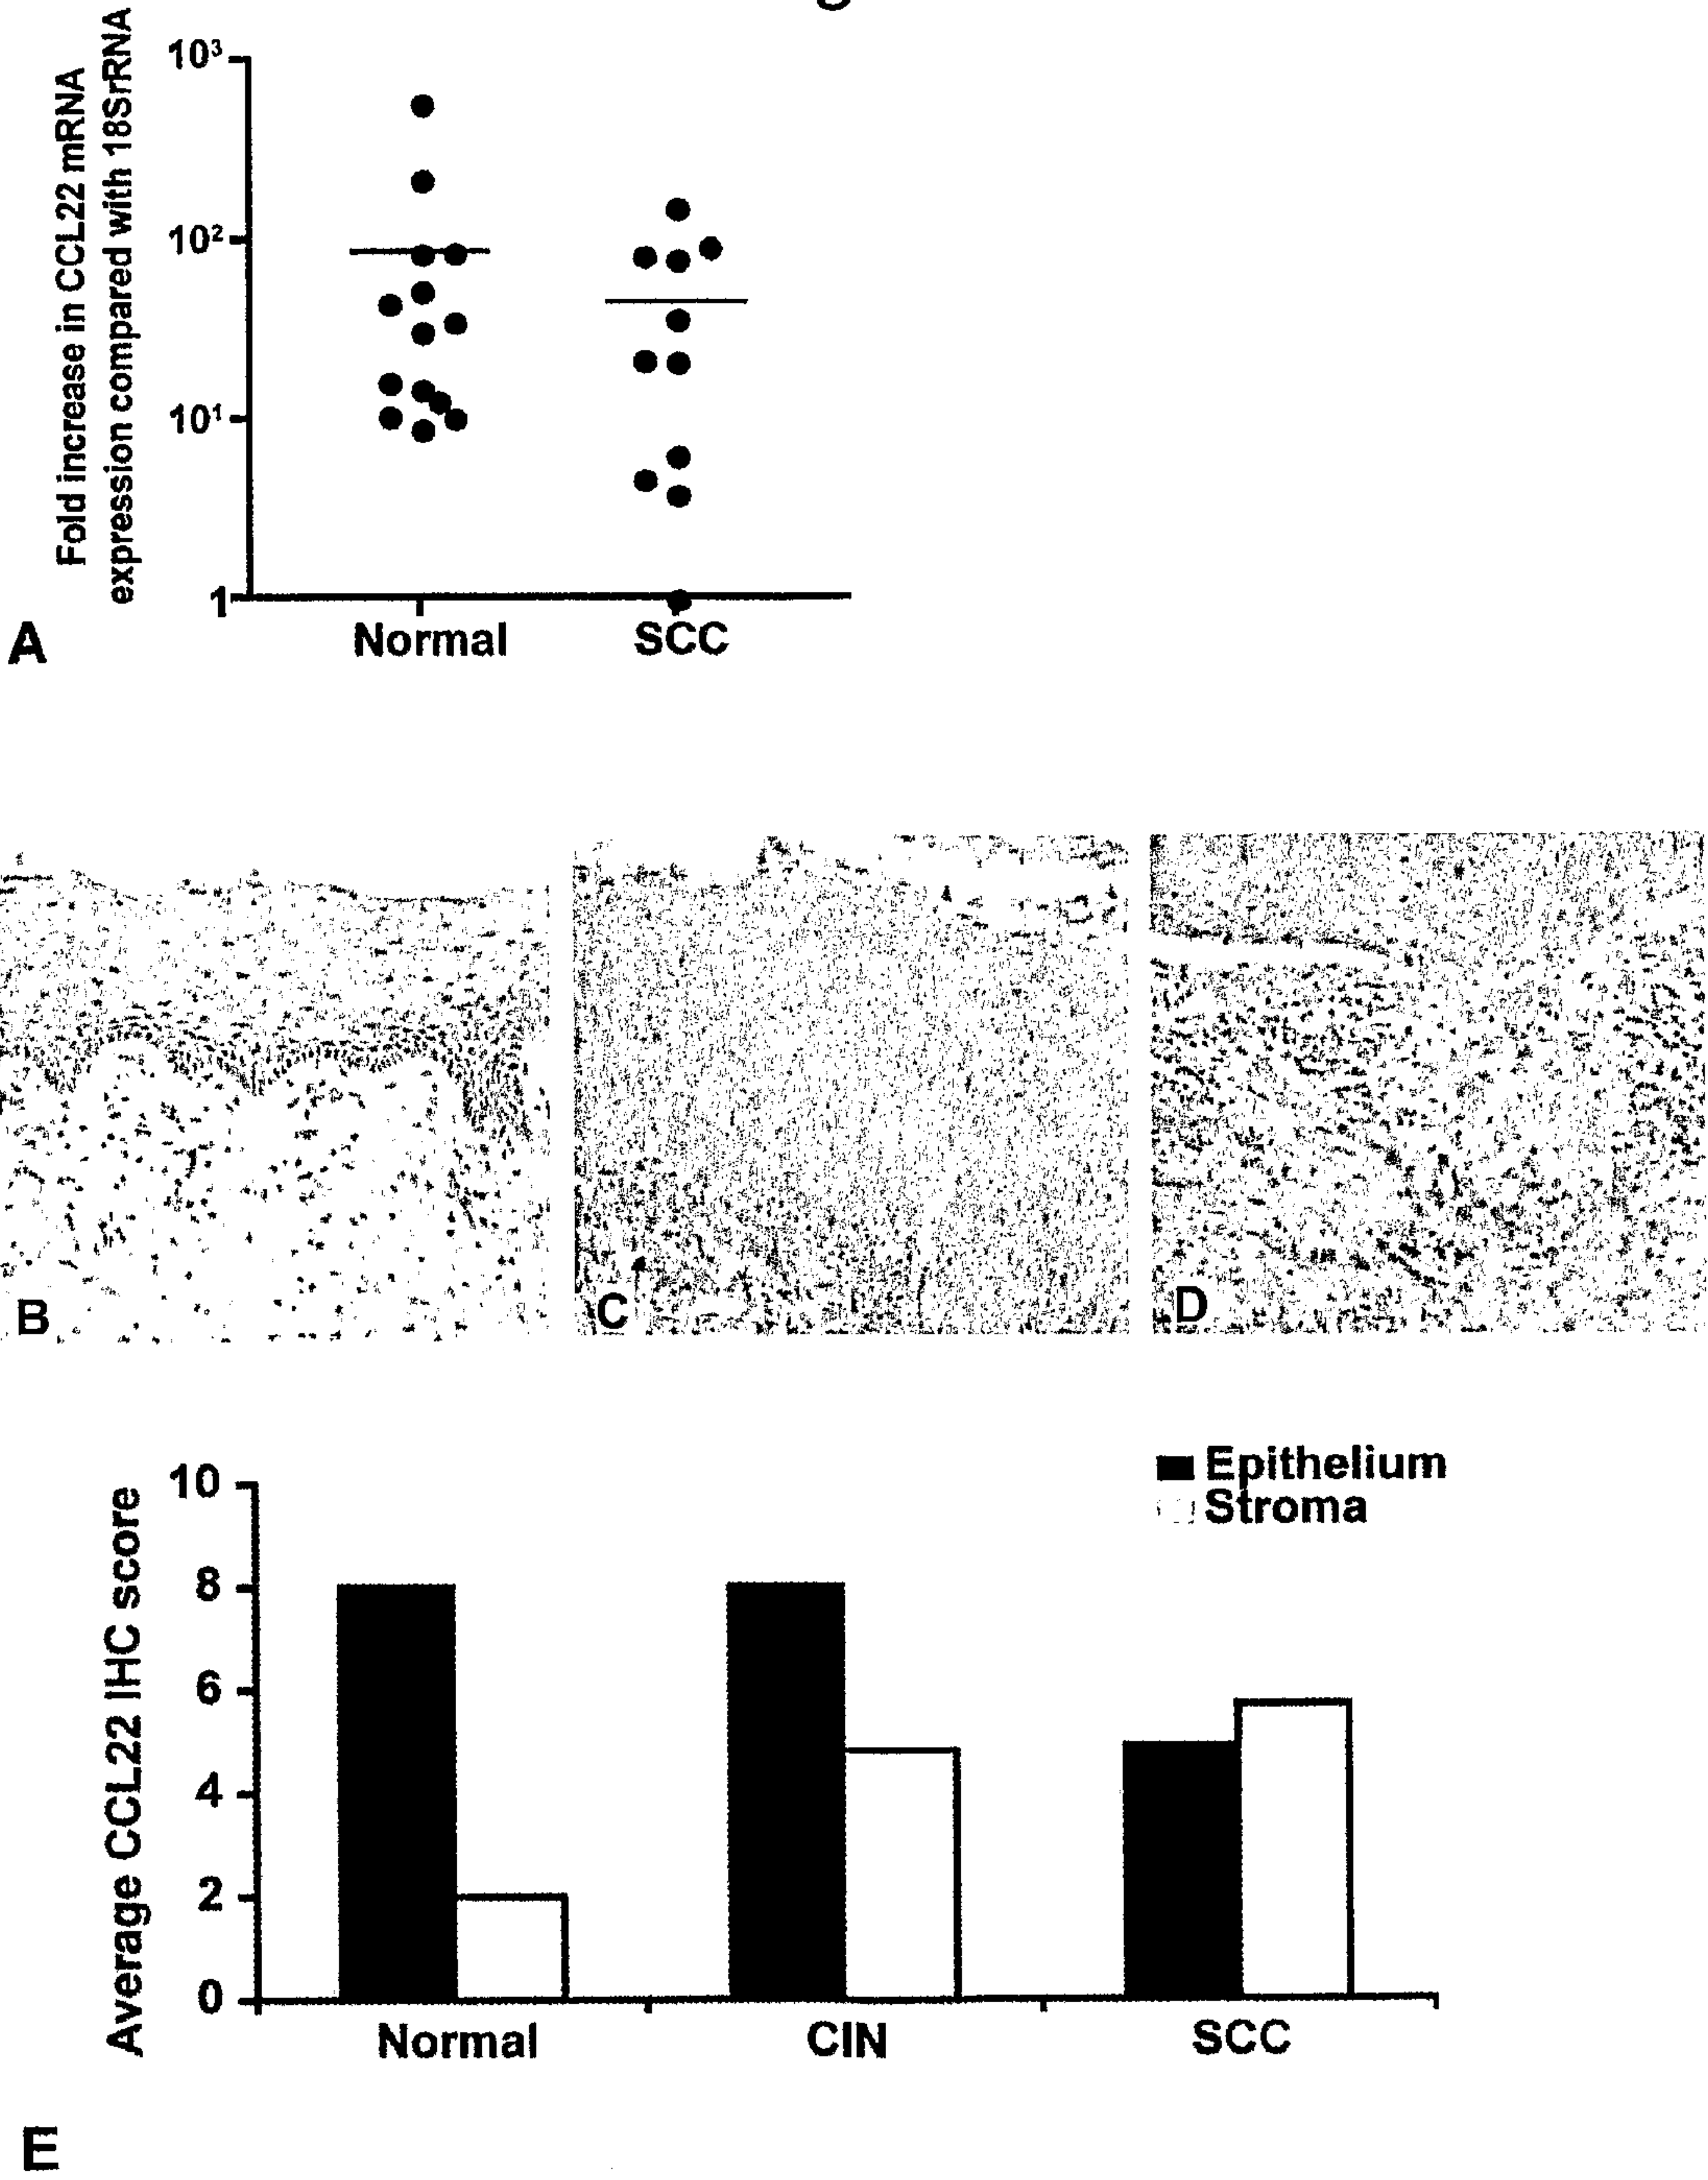 10³
10²
10¹
1
Fold increase in CCL22 mRNA
expression compared with 18SrRNA
Normal SCC
A
B C D
Epithelium
Stroma
10
8
6
4
2
0
Average CCL22 IHC score
Normal CIN SCC
E